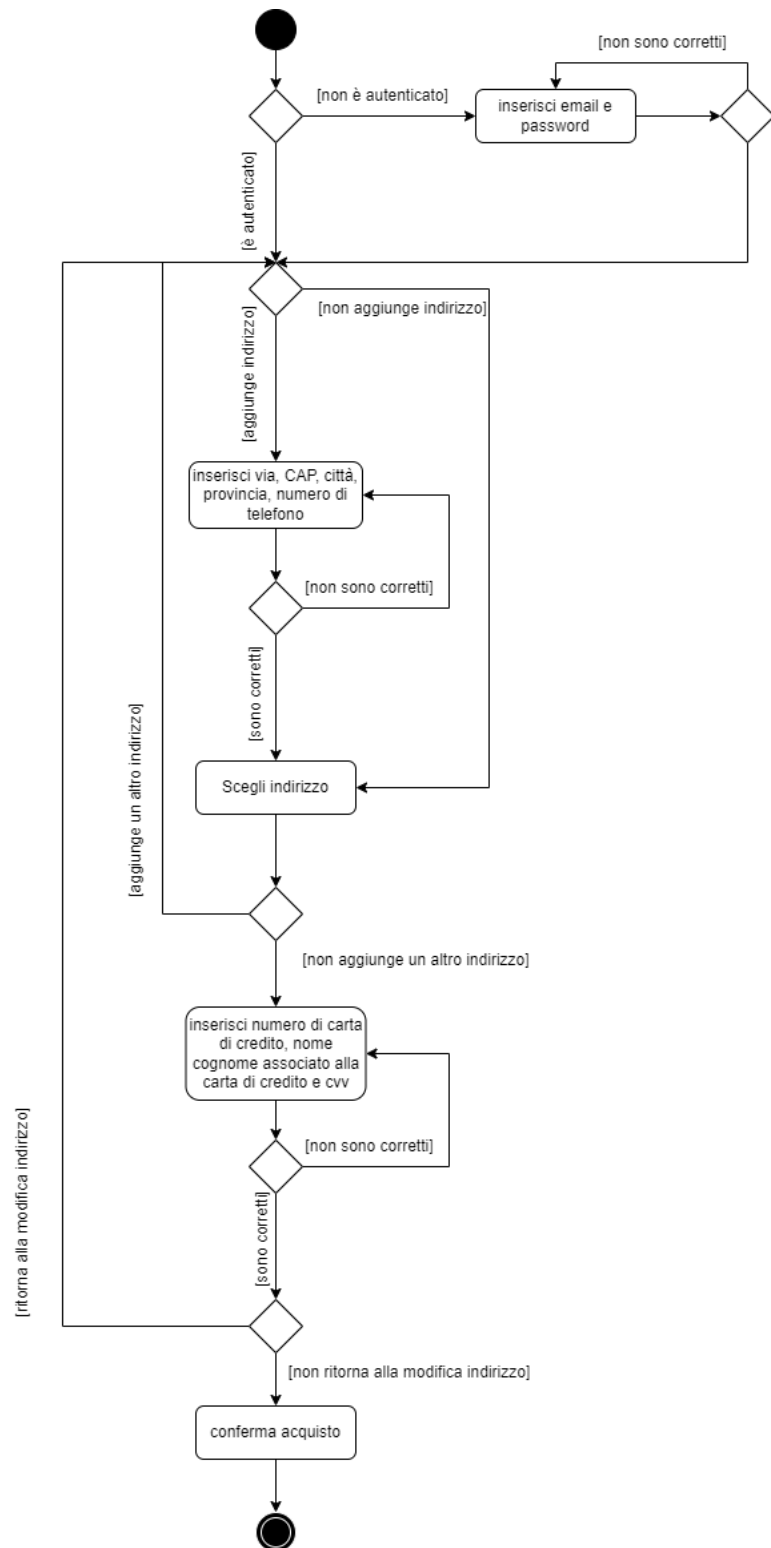 [non sono corretti]
[non è autenticato]
inserisci email e
password
[è autenticato]
[non aggiunge indirizzo]
[aggiunge indirizzo]
inserisci via, CAP, città,
provincia, numero di
telefono
[non sono corretti]
[sono corretti]
Scegli indirizzo
[aggiunge un altro indirizzo]
[non aggiunge un altro indirizzo]
inserisci numero di carta
di credito, nome
cognome associato alla
carta di credito e cvv
[non sono corretti]
[sono corretti]
[ritorna alla modifica indirizzo]
[non ritorna alla modifica indirizzo]
conferma acquisto